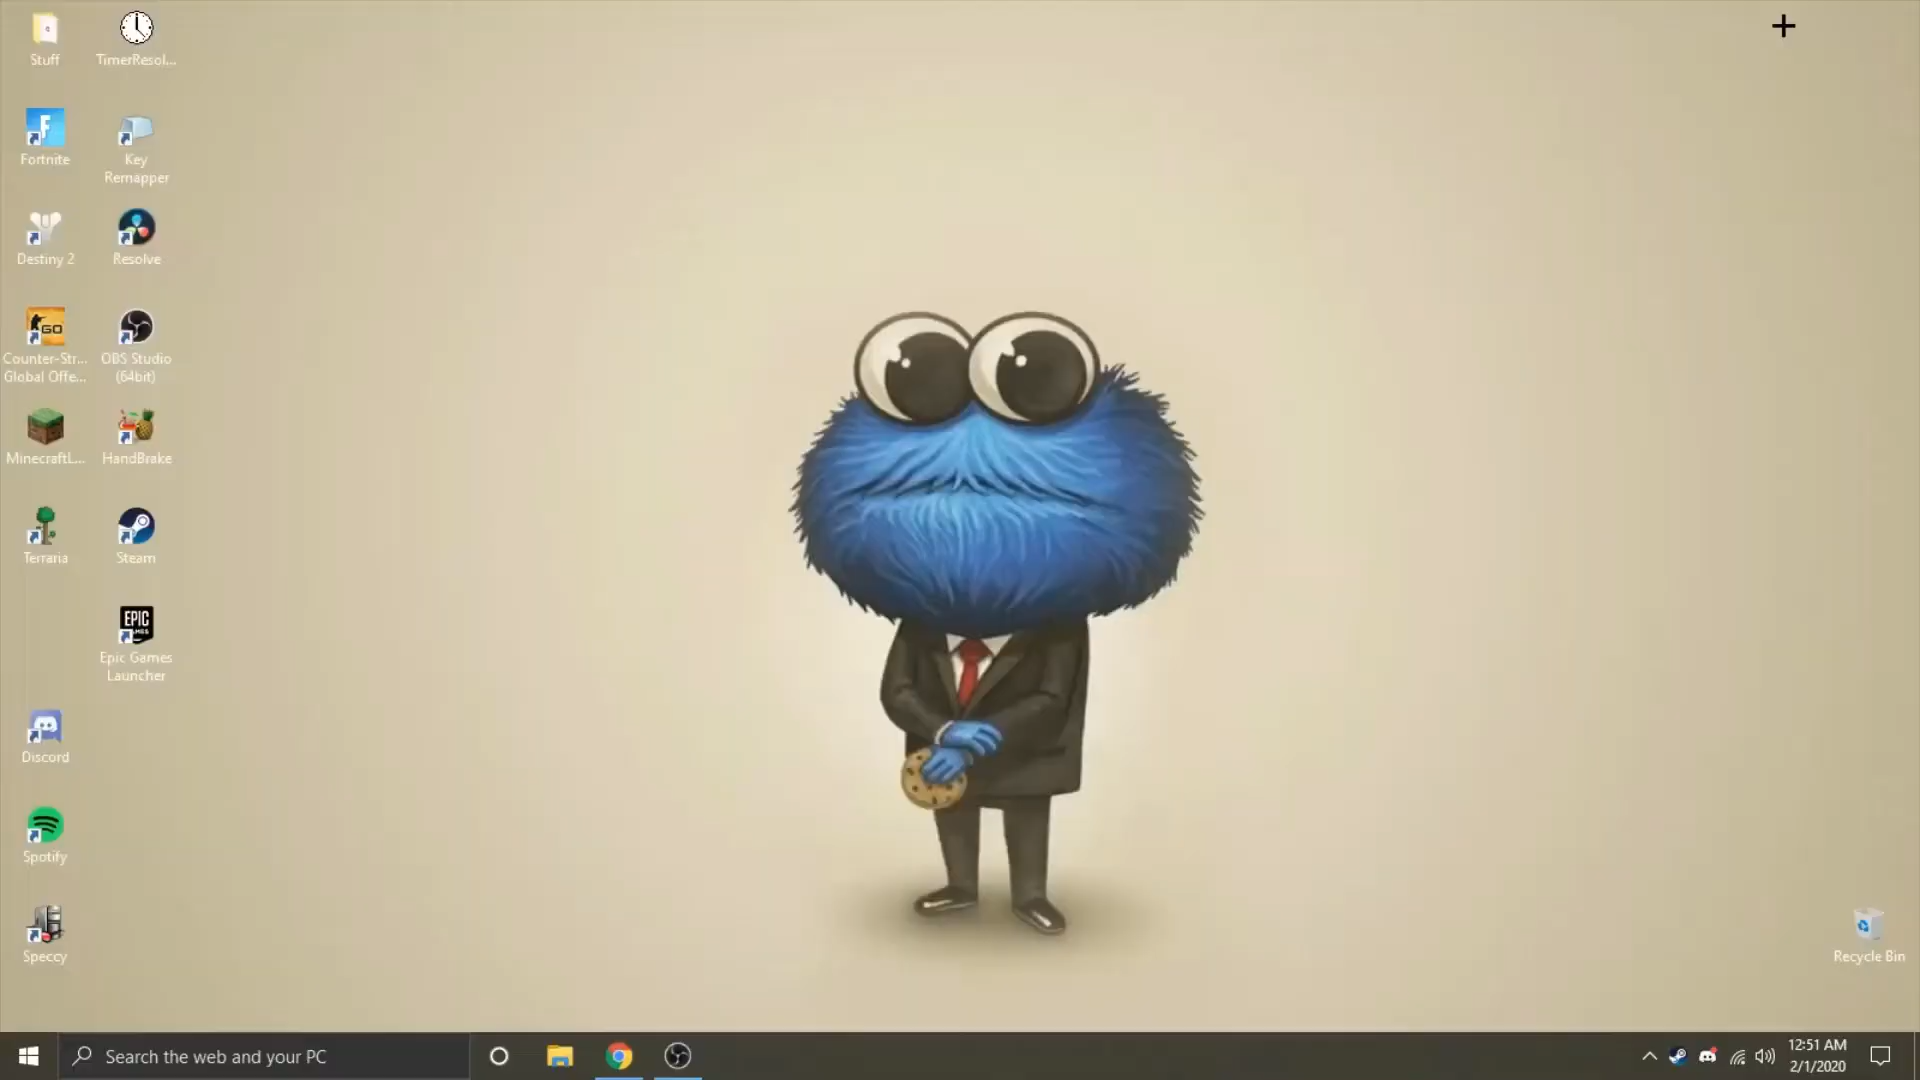 Stuff
TimerResol...
Fortnite
Key
Remapper
Destiny 2
Resolve
GO
Counter-Str...
Global Offe...
OBS Studio
(64bit)
MinecraftL...
HandBrake
Terraria
Steam
EPIC
Epic Games
Launcher
Discord
Spotify
Speccy
Recycle Bin
Search the web and your PC
12:51 AM
2/1/2020